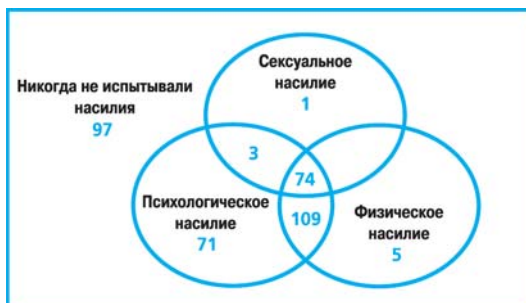 Сексуальное
насилие
1
Никогда не испытывали
насилия
97
3
74
Психологическое
насилие
71
109
Физическое
насилие
5